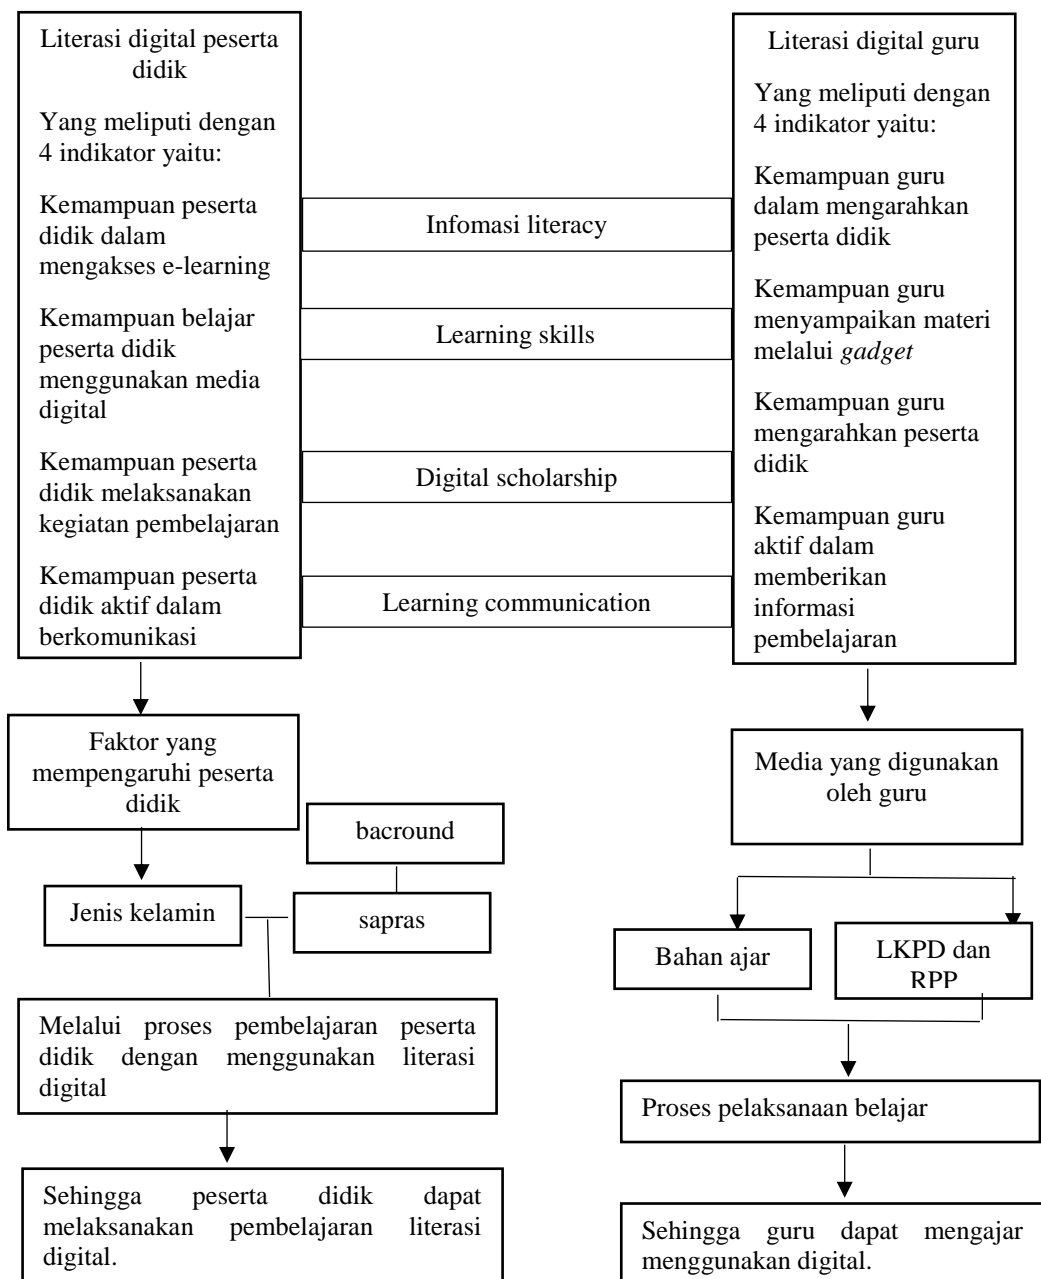 Literasi digital peserta
didik
Yang meliputi dengan
4 indikator yaitu:
Kemampuan peserta
didik dalam
mengakses e-learning
Kemampuan belajar
peserta didik
menggunakan media
digital
Kemampuan peserta
didik melaksanakan
kegiatan pembelajaran
Kemampuan peserta
didik aktif dalam
berkomunikasi
Infomasi literacy
Learning skills
Digital scholarship
Learning communication
Literasi digital guru
Yang meliputi dengan
4 indikator yaitu:
Kemampuan guru
dalam mengarahkan
peserta didik
Kemampuan guru
menyampaikan materi
melalui gadget
Kemampuan guru
mengarahkan peserta
didik
Kemampuan guru
aktif dalam
memberikan
informasi
pembelajaran
Faktor yang
mempengaruhi peserta
didik
bacround
Jenis kelamin
sapras
Melalui proses pembelajaran peserta
didik dengan menggunakan literasi
digital
Sehingga peserta didik dapat
melaksanakan pembelajaran literasi
digital.
Media yang digunakan
oleh guru
Bahan ajar
LKPD dan
RPP
Proses pelaksanaan belajar
Sehingga guru dapat mengajar
menggunakan digital.